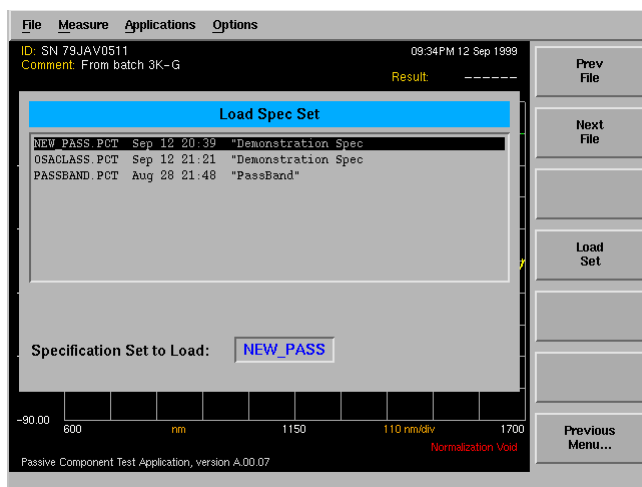 File Measure Applications Options
ID: SN 79JAV0511 09:34PM 12 Sep 1999
Comment: From batch 3K-G
Result: ------
Prev
File
Load Spec Set
NEW_PASS.PCT Sep 12 20:39 "Demonstration Spec
OSACLASS.PCT Sep 12 21:21 "Demonstration Spec
PASSBAND.PCT Aug 28 21:48 "PassBand"
Next
File
Load
Set
Specification Set to Load: NEW_PASS
-90.00
600 nm 1150 110 nm/div 1700
Normalization Void
Previous
Menu...
Passive Component Test Application, version A.00.07